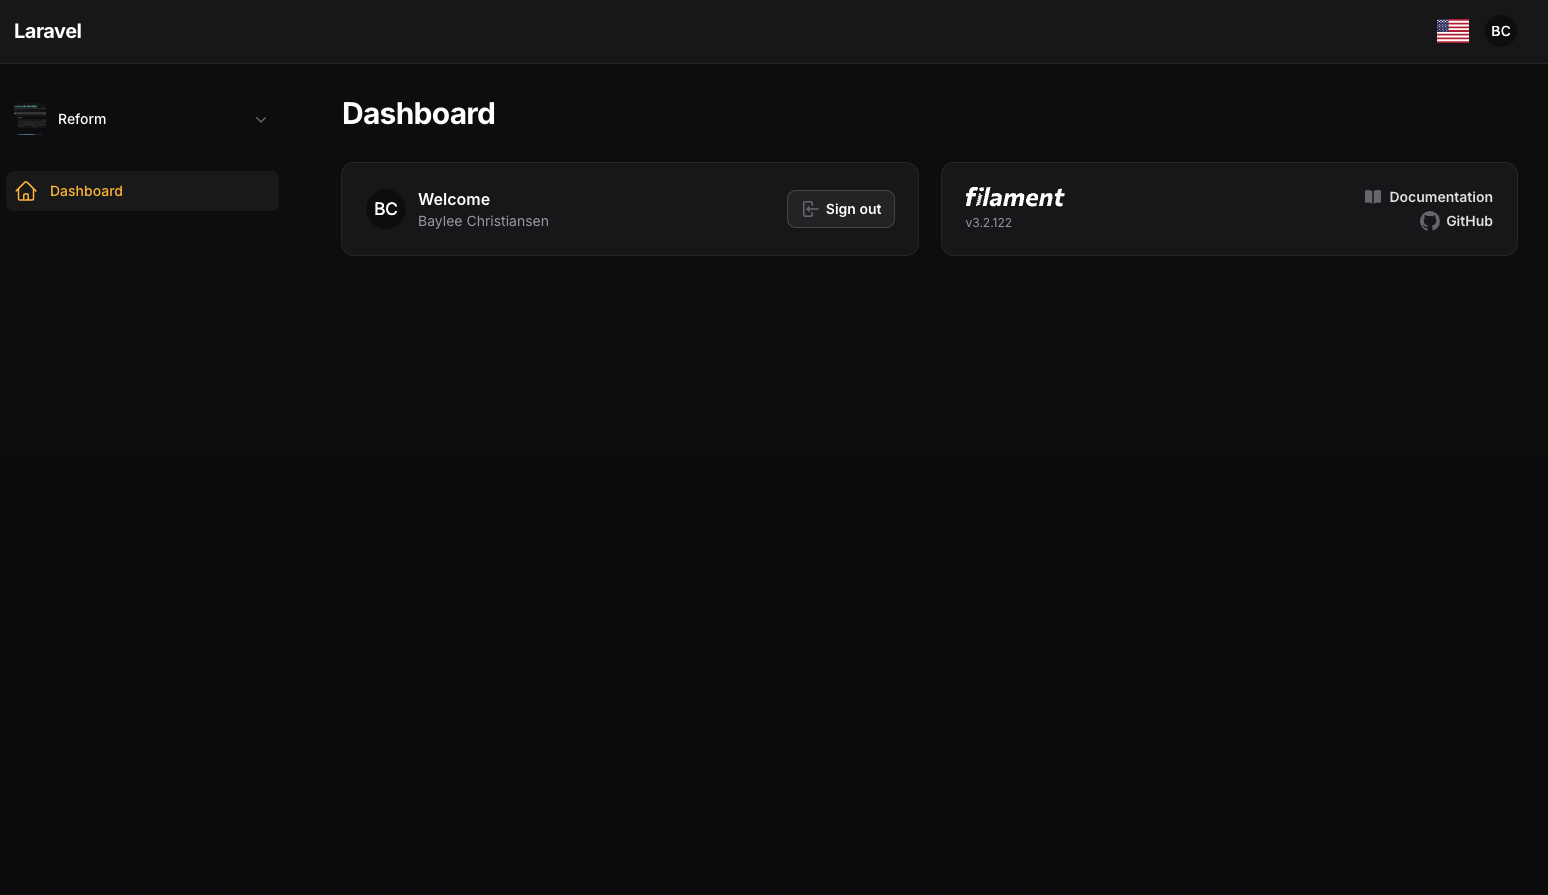 Laravel
BC
Reform
Dashboard
Dashboard
BC
Welcome
Baylee Christiansen
Sign out
filament
v3.2.122
Documentation
GitHub